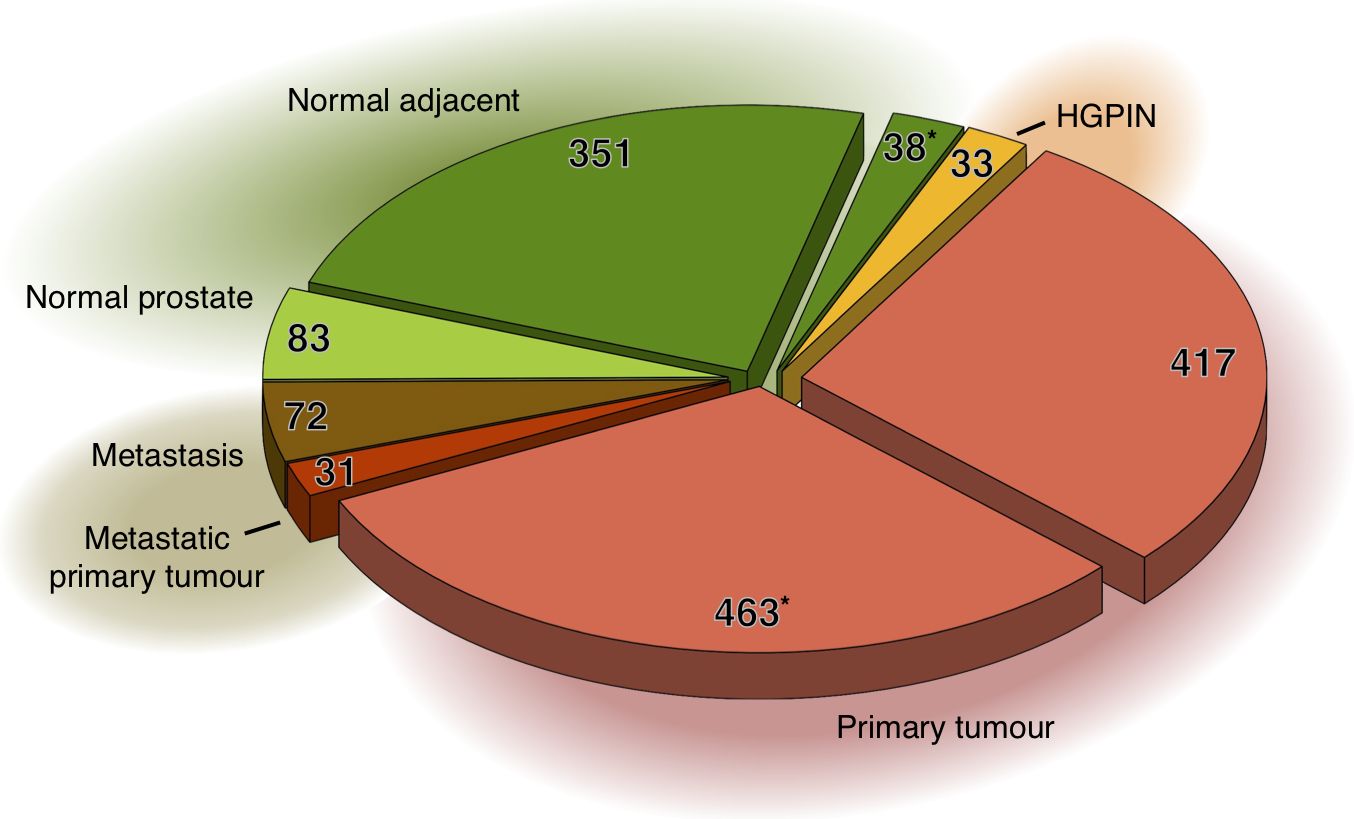 Normal adjacent
HGPIN
351
38*
33
Normal prostate
83
417
72
Metastasis
31
Metastatic
primary tumour
463*
Primary tumour